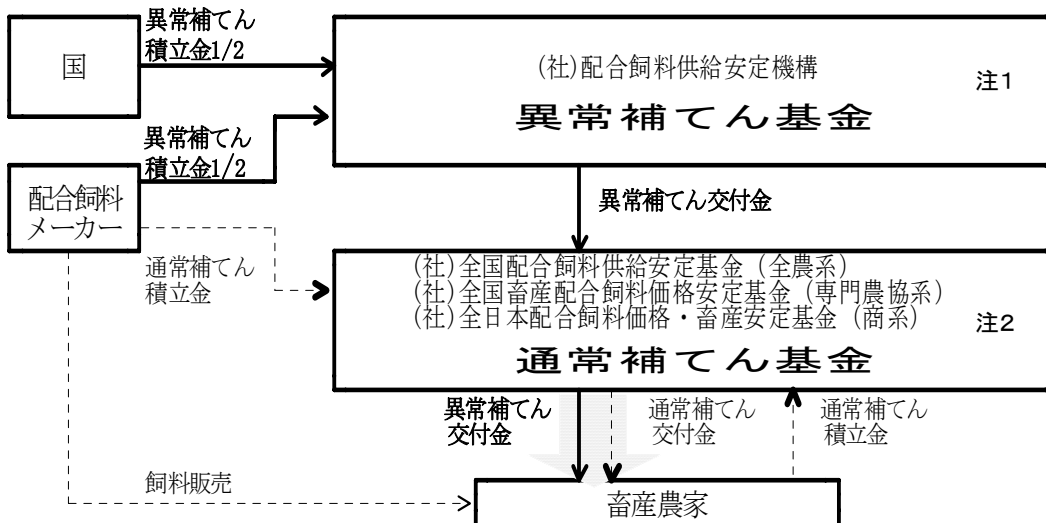 異常補てん
積立金1/2
国
(社)配合飼料供給安定機構
注1
異常補てん基金
異常補てん
積立金1/2
配合飼料
メーカー
異常補てん交付金
通常補てん
積立金
(社)全国配合飼料供給安定基金(全農系)
(社)全国畜産配合飼料価格安定基金(専門農協系)
(社)全日本配合飼料価格・畜産安定基金(商系)
注2
通常補てん基金
異常補てん
交付金
通常補てん
交付金
通常補てん
積立金
飼料販売
畜産農家